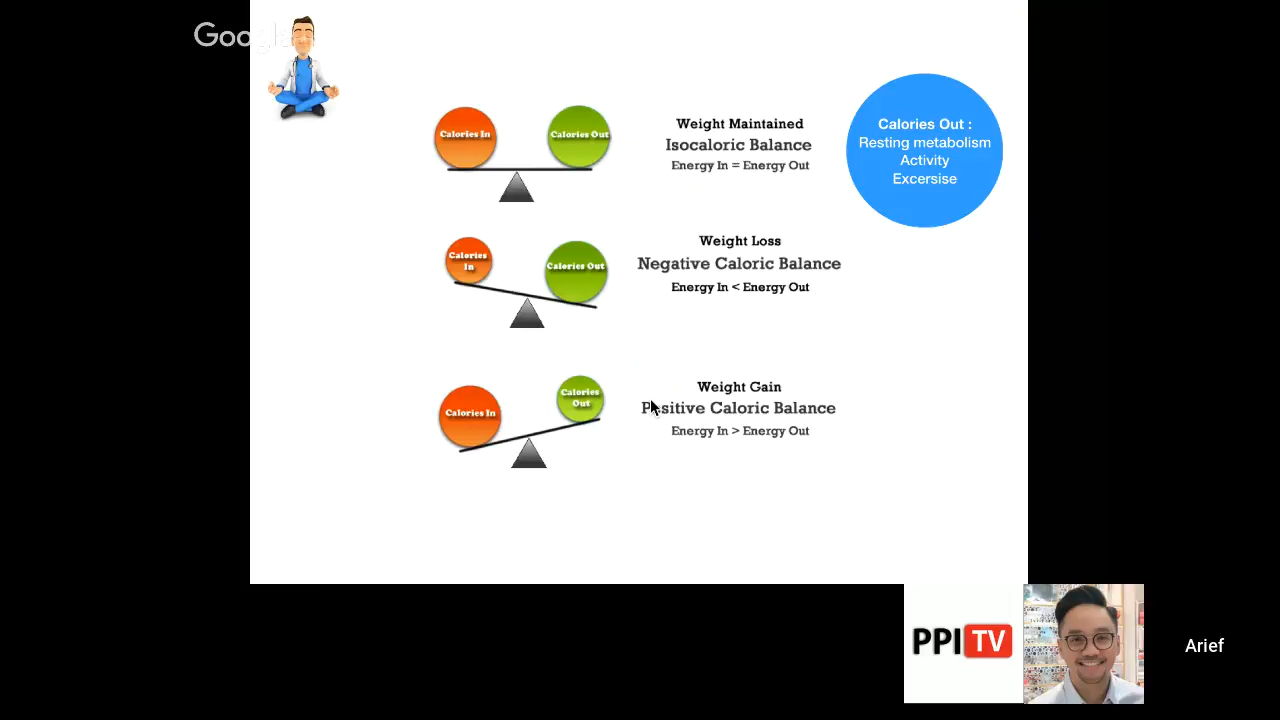 Google
Calories In
Calories Out
Weight Maintained
Isocaloric Balance
Energy In = Energy Out
Calories Out :
Resting metabolism
Activity
Excersise
Calories
In
Calories Out
Weight Loss
Negative Caloric Balance
Energy In < Energy Out
Calories In
Calories
Out
Weight Gain
Positive Caloric Balance
Energy In > Energy Out
PPI TV
Arief